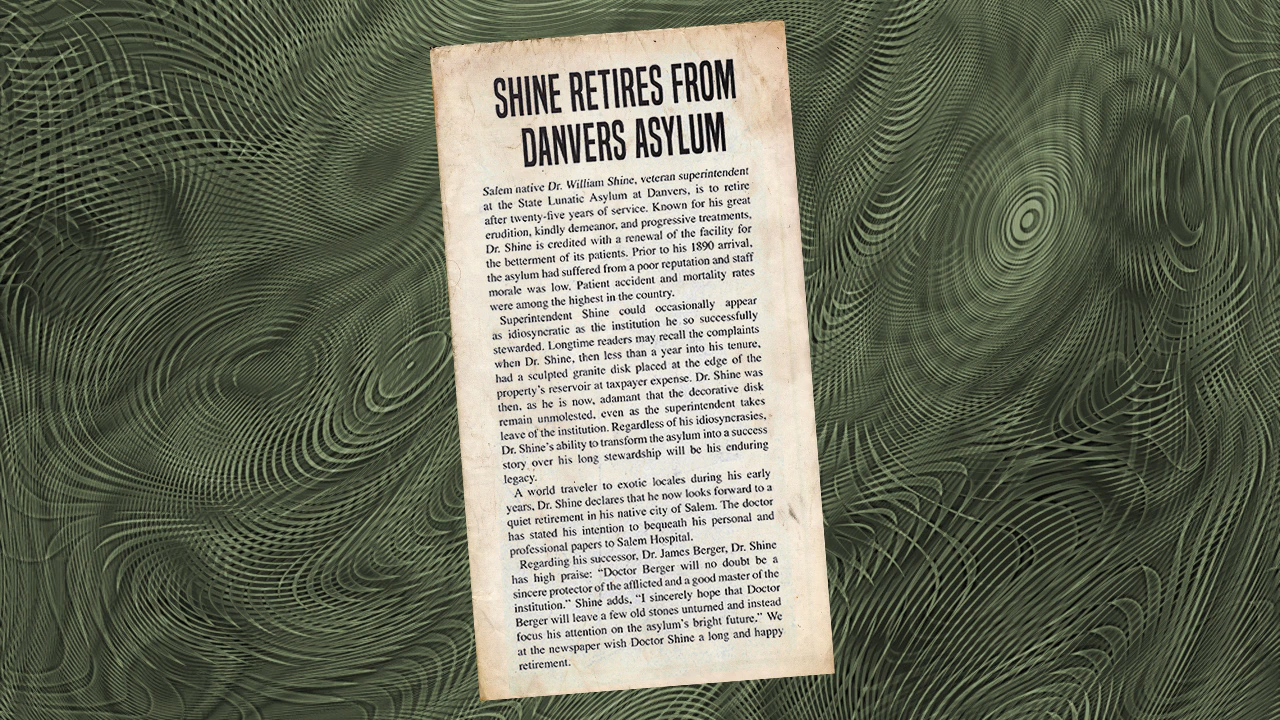 SHINE RETIRES FROM
DANVERS ASYLUM
Salem native Dr. William Shine, veteran superintendent
at the State Lunatic Asylum at Danvers, is to retire
after twenty-five years of service. Known for his great
erudition, kindly demeanor, and progressive treatments,
Dr. Shine is credited with a renewal of the facility for
the betterment of its patients. Prior to his 1890 arrival,
the asylum had suffered from a poor reputation and staff
morale was low. Patient accident and mortality rates
were among the highest in the country.
Superintendent Shine could occasionally appear
as idiosyncratic as the institution he so successfully
stewarded. Longtime readers may recall the complaints
when Dr. Shine, then less than a year into his tenure,
had a sculpted granite disk placed at the edge of the
property's reservoir at taxpayer expense. Dr. Shine was
then, as he is now, adamant that the decorative disk
remain unmolested, even as the superintendent takes
leave of the institution. Regardless of his idiosyncrasies,
Dr. Shine's ability to transform the asylum into a success
story over his long stewardship will be his enduring
legacy.
A world traveler to exotic locales during his early
years, Dr. Shine declares that he now looks forward to a
quiet retirement in his native city of Salem. The doctor
has stated his intention to bequeath his personal and
professional papers to Salem Hospital.
Regarding his successor, Dr. James Berger, Dr. Shine
has high praise: “Doctor Berger will no doubt be a
sincere protector of the afflicted and a good master of the
institution.” Shine adds, “I sincerely hope that Doctor
Berger will leave a few old stones unturned and instead
focus his attention on the asylum's bright future.” We
at the newspaper wish Doctor Shine a long and happy
retirement.